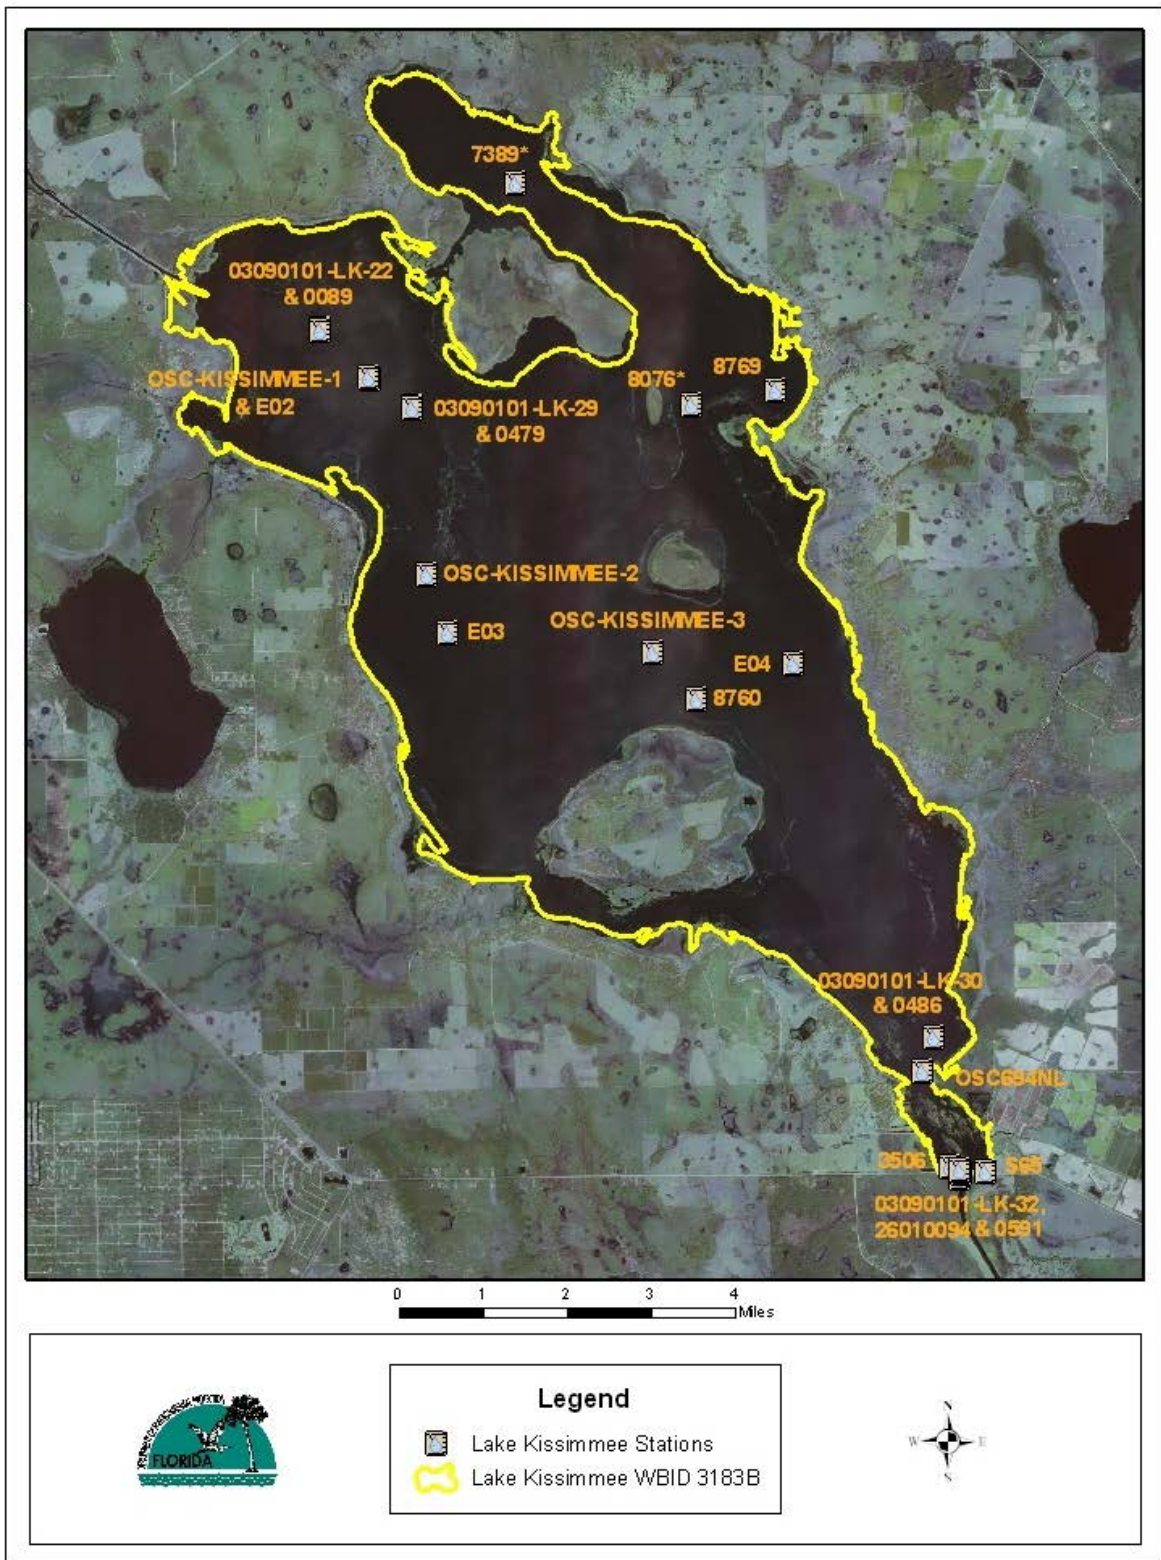 7389*
03090101-LK-22
& 0089
OSC-KISSIMMEE-1
& E02
03090101-LK-29
& 0479
8076*
8769
OSC-KISSIMMEE-2
E03
OSC-KISSIMMEE-3
E04
8760
03090101-LK-30
& 0486
OSC684NL
3506
S65
03090101-LK-32,
26010094 & 0591
0 1 2 3 4
Miles
Legend
Lake Kissimmee Stations
Lake Kissimmee WBID 3183B
FLORIDA
N
W E
S